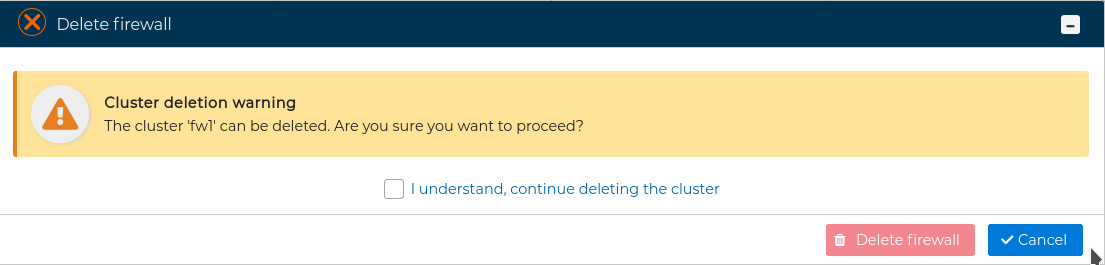 Delete firewall
Cluster deletion warning
The cluster 'fw1' can be deleted. Are you sure you want to proceed?
I understand, continue deleting the cluster
Delete firewall
Cancel